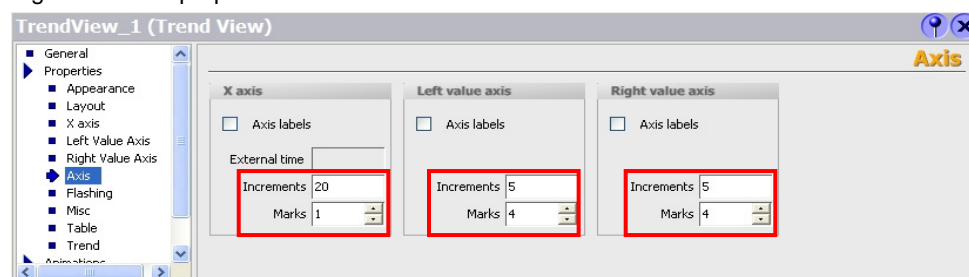 TrendView_1 (Trend View)
General
Properties
Appearance
Layout
X axis
Left Value Axis
Right Value Axis
Axis
Flashing
Misc
Table
Trend
Animations
Axis
X axis
Axis labels
External time
Increments 20
Marks 1
Left value axis
Axis labels
Increments 5
Marks 4
Right value axis
Axis labels
Increments 5
Marks 4